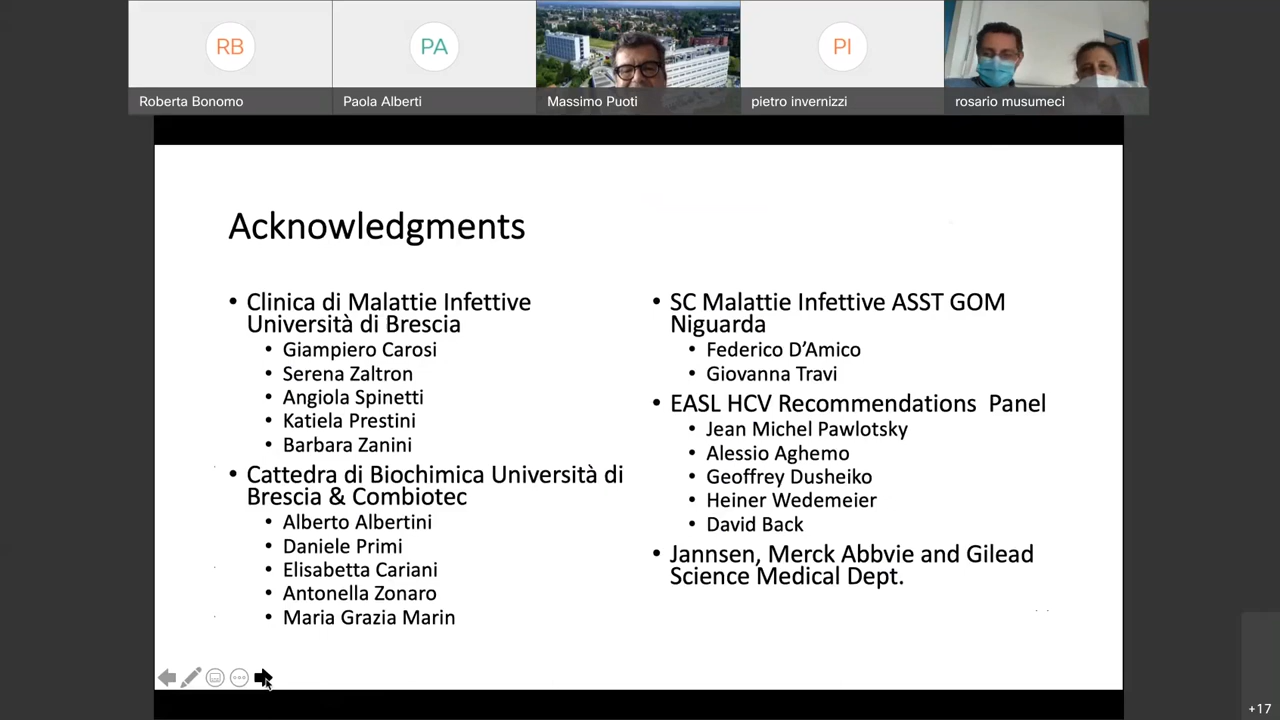 RB
PA
PI
Roberta Bonomo
Paola Alberti
Massimo Puoti
pietro invernizzi
rosario musumeci
Acknowledgments
• Clinica di Malattie Infettive
Università di Brescia
• Giampiero Carosi
• Serena Zaltron
• Angiola Spinetti
• Katiela Prestini
• Barbara Zanini
• Cattedra di Biochimica Università di
Brescia & Combiotec
• Alberto Albertini
• Daniele Primi
• Elisabetta Cariani
• Antonella Zonaro
• Maria Grazia Marin
• SC Malattie Infettive ASST GOM
Niguarda
• Federico D’Amico
• Giovanna Travi
• EASL HCV Recommendations  Panel
• Jean Michel Pawlotsky
• Alessio Aghemo
• Geoffrey Dusheiko
• Heiner Wedemeier
• David Back
• Jannsen, Merck Abbvie and Gilead
Science Medical Dept.
+17